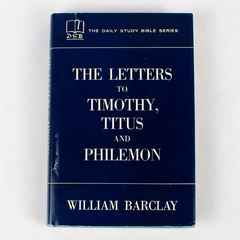 THE DAILY STUDY BIBLE SERIES
THE LETTERS
TO
TIMOTHY,
TITUS
AND
PHILEMON
WILLIAM BARCLAY